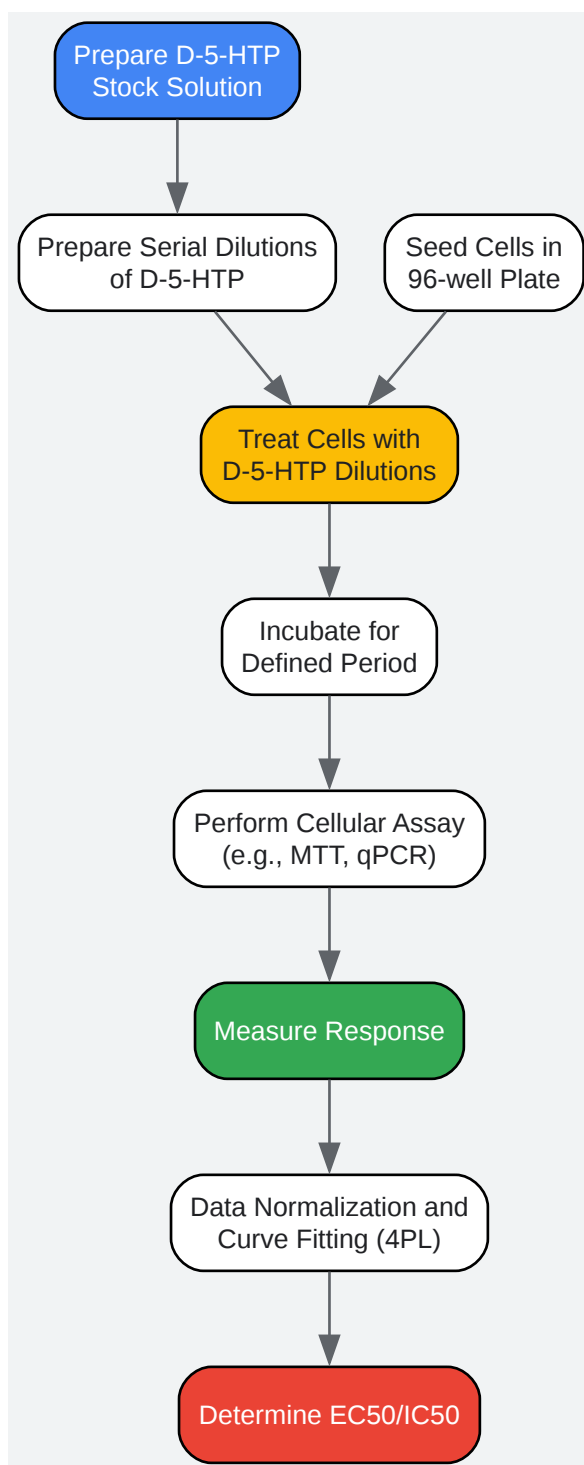 Prepare D-5-HTP
Stock Solution
Prepare Serial Dilutions
of D-5-HTP
Seed Cells in
96-well Plate
Treat Cells with
D-5-HTP Dilutions
Incubate for
Defined Period
Perform Cellular Assay
(e.g., MTT, qPCR)
Measure Response
Data Normalization and
Curve Fitting (4PL)
Determine EC50/IC50